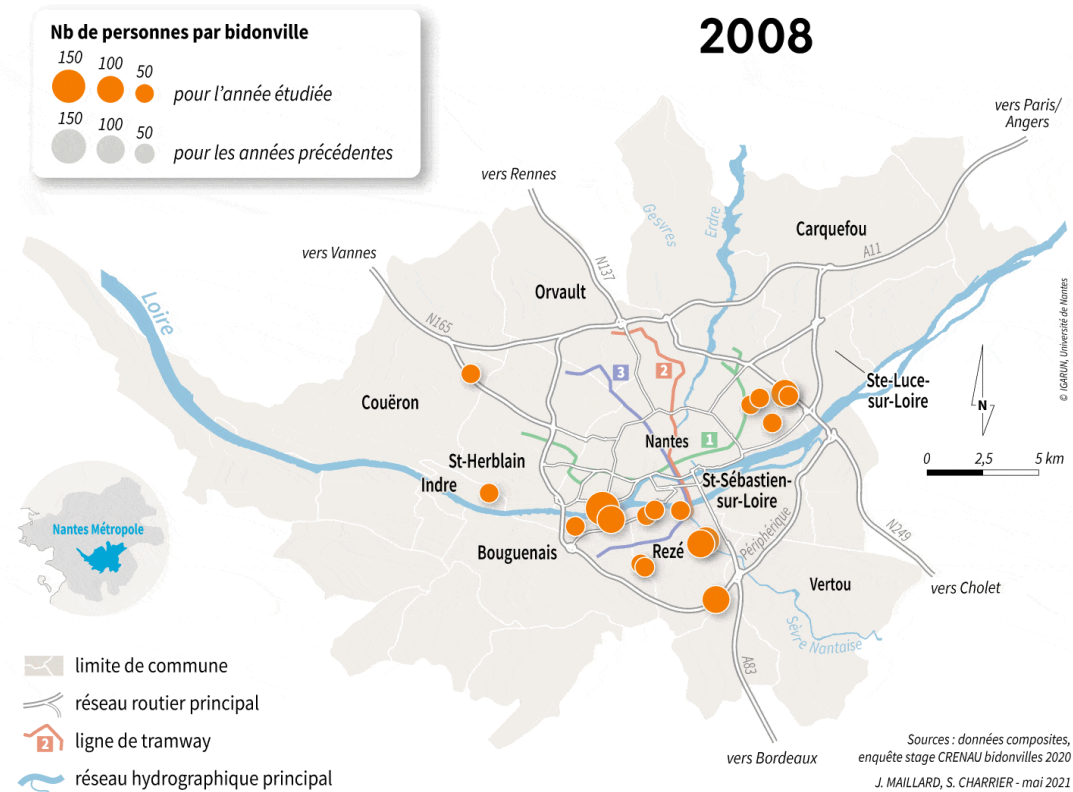 Nb de personnes par bidonville
150 100 50
pour l'année étudiée
150 100 50
pour les années précédentes
2008
vers Paris/
Angers
vers Rennes
Gesvres
Erdre
Carquefou
A11
vers Vannes
N137
Orvault
Loire
N165
3
2
Ste-Luce-
sur-Loire
Couëron
N
Nantes
1
0 2,5 5 km
St-Herblain
Indre
St-Sébastien-
sur-Loire
Périphérique
N249
Nantes Métropole
Bouguenais
Rezé
Vertou
vers Cholet
Sèvre Nantaise
A83
limite de commune
réseau routier principal
2
ligne de tramway
réseau hydrographique principal
vers Bordeaux
Sources : données composites,
enquête stage CRENAU bidonvilles 2020
J. MAILLARD, S. CHARRIER - mai 2021
© IGARUN, Université de Nantes